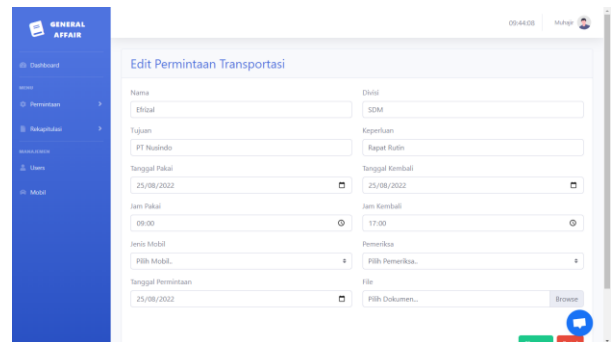 GENERAL
AFFAIR
09:44:08
Muhajir
Dashboard
MENU
Permintaan
Rekapitulasi
Users
Mobil
Edit Permintaan Transportasi
Nama
Divisi
Efrizal
SDM
Tujuan
Keperluan
PT Nusindo
Rapat Rutin
Tanggal Pakai
Tanggal Kembali
25/08/2022
25/08/2022
Jam Pakai
Jam Kembali
09:00
17:00
Jenis Mobil
Pemeriksa
Pilih Mobil..
Pilih Pemeriksa..
Tanggal Permintaan
File
25/08/2022
Pilih Dokumen...
Browse